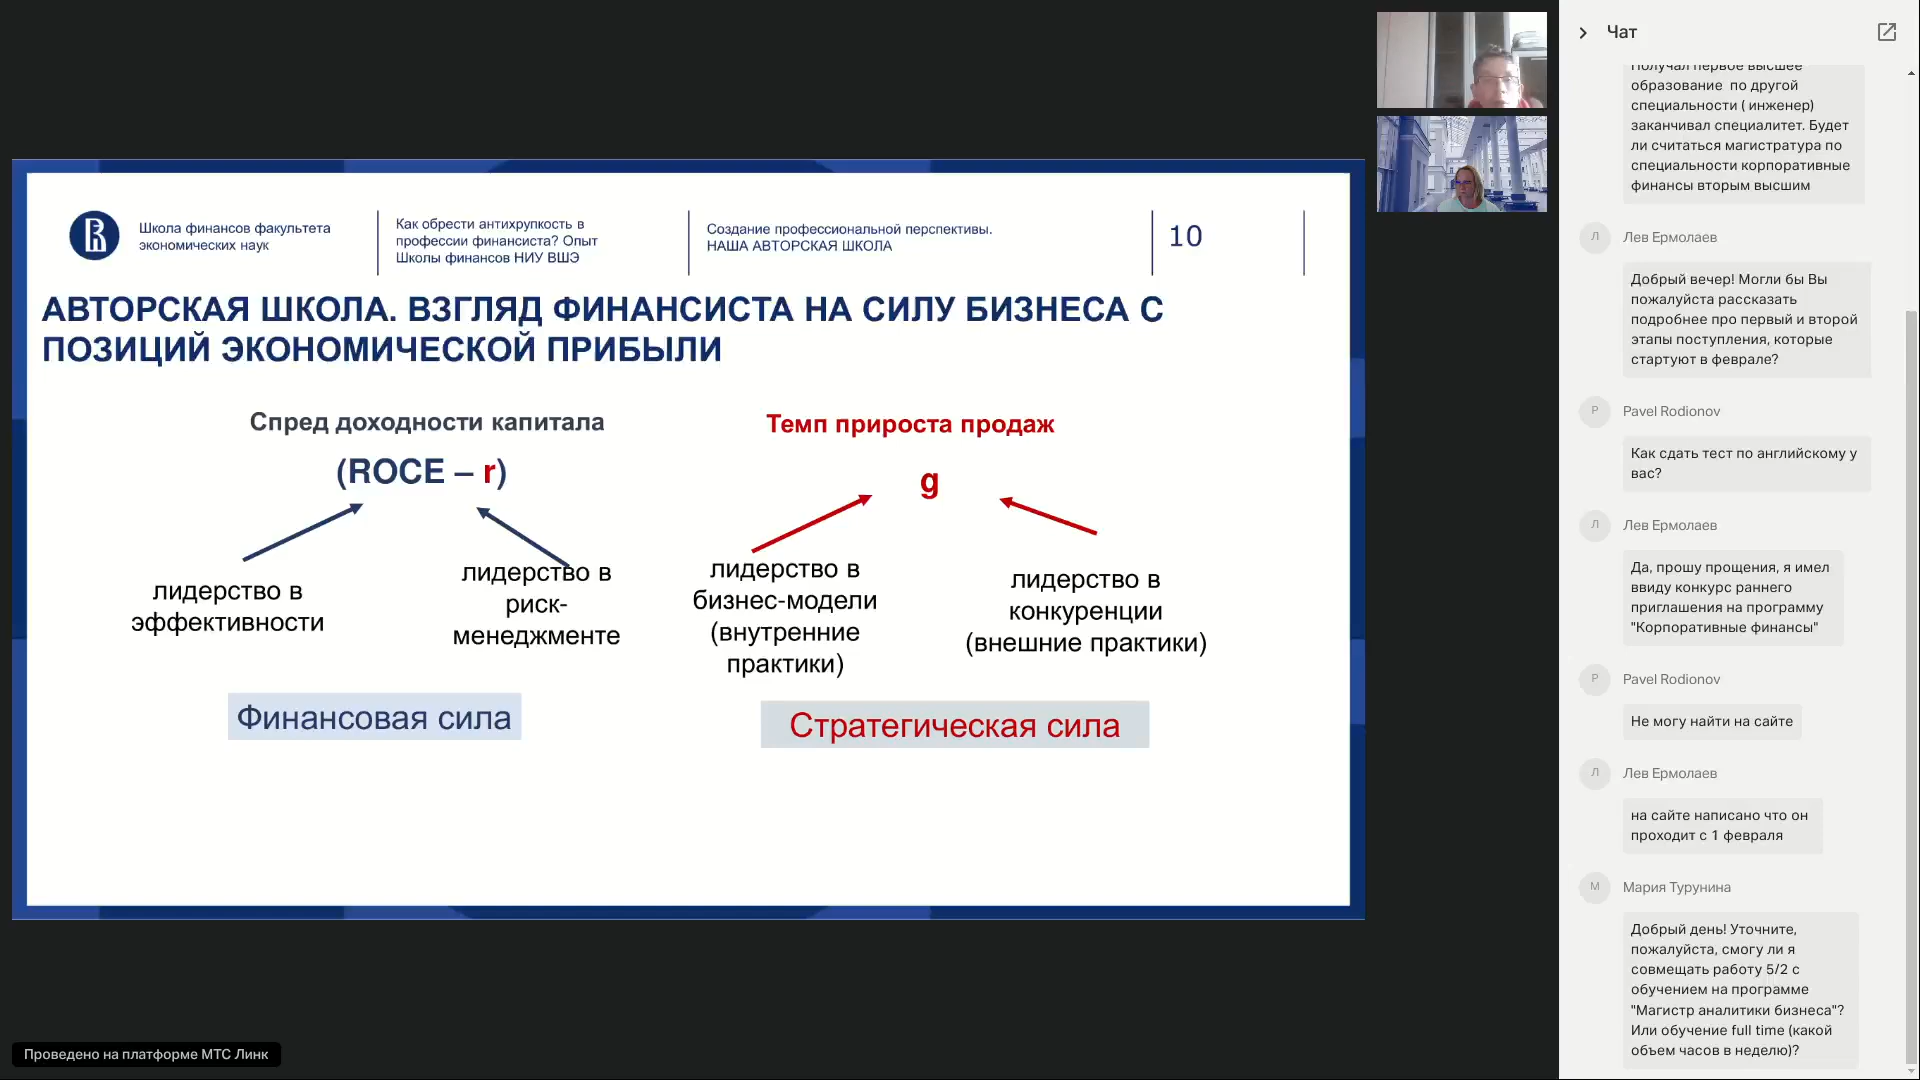 Школа финансов факультета
экономических наук
Как обрести антихрупкость в
профессии финансиста? Опыт
Школы финансов НИУ ВШЭ
Создание профессиональной перспективы.
НАША АВТОРСКАЯ ШКОЛА
10
АВТОРСКАЯ ШКОЛА. ВЗГЛЯД ФИНАНСИСТА НА СИЛУ БИЗНЕСА С
ПОЗИЦИЙ ЭКОНОМИЧЕСКОЙ ПРИБЫЛИ
Спред доходности капитала
(ROCE – r)
лидерство в
эффективности
лидерство в
риск-
менеджменте
Финансовая сила
Темп прироста продаж
g
лидерство в
бизнес-модели
(внутренние
практики)
лидерство в
конкуренции
(внешние практики)
Стратегическая сила
Проведено на платформе МТС Линк
Чат
Получал первое высшее
образование по другой
специальности ( инженер)
заканчивал специалитет. Будет
ли считаться магистратура по
специальности корпоративные
финансы вторым высшим
Л
Лев Ермолаев
Добрый вечер! Могли бы Вы
пожалуйста рассказать
подробнее про первый и второй
этапы поступления, которые
стартуют в феврале?
P
Pavel Rodionov
Как сдать тест по английскому у
вас?
Л
Лев Ермолаев
Да, прошу прощения, я имел
ввиду конкурс раннего
приглашения на программу
"Корпоративные финансы"
P
Pavel Rodionov
Не могу найти на сайте
Л
Лев Ермолаев
на сайте написано что он
проходит с 1 февраля
М
Мария Турунина
Добрый день! Уточните,
пожалуйста, смогу ли я
совмещать работу 5/2 с
обучением на программе
"Магистр аналитики бизнеса"?
Или обучение full time (какой
объем часов в неделю)?